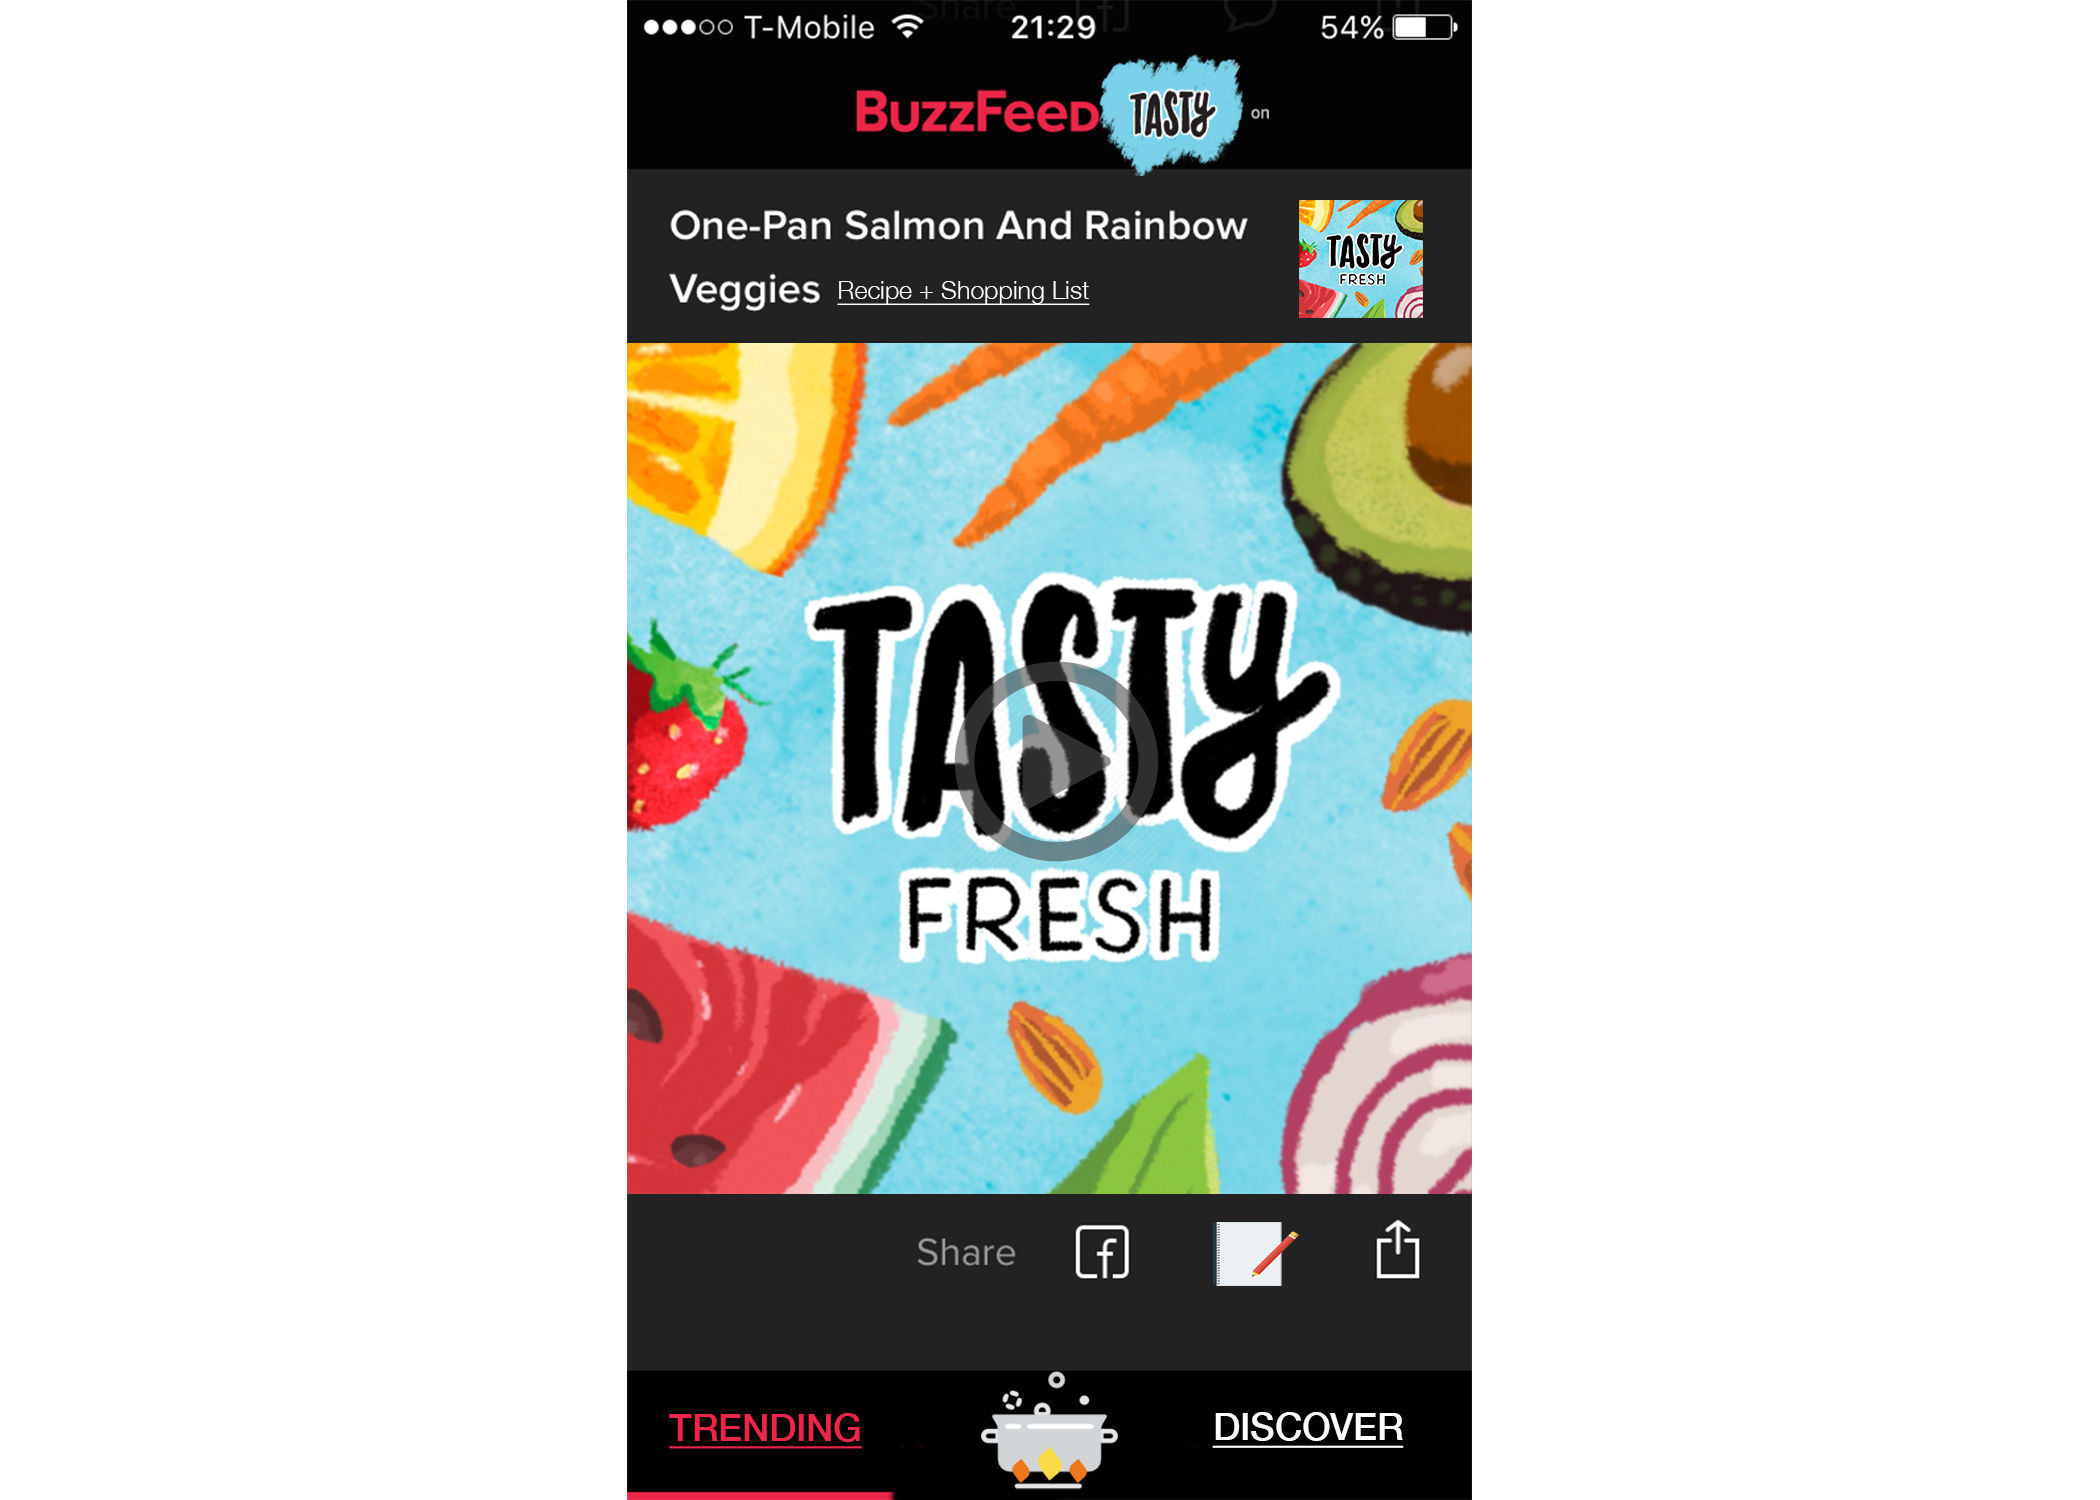 Share
T-Mobile 21:29 54%
BuzzFeed TASTY on
One-Pan Salmon And Rainbow
Veggies Recipe + Shopping List
TASTY
FRESH
TASTY
FRESH
Share
TRENDING DISCOVER